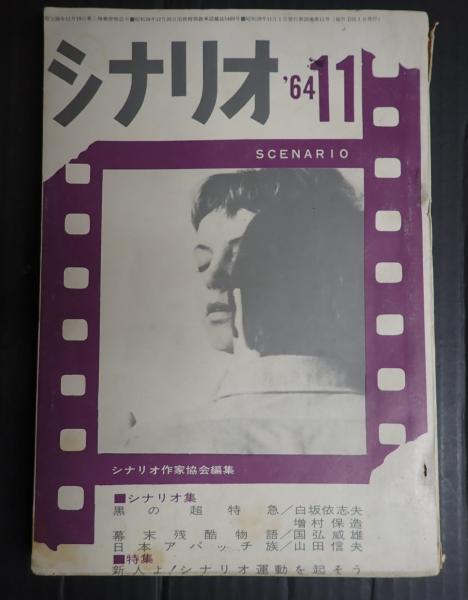 シナリオ '64 11
SCENARIO
シナリオ作家協会編集
■シナリオ集
黒の超特急／白坂依志夫
増村保造
幕末残酷物語／国弘威雄
日本アパッチ族／山田信夫
■特集
新人よ！シナリオ運動を起そう